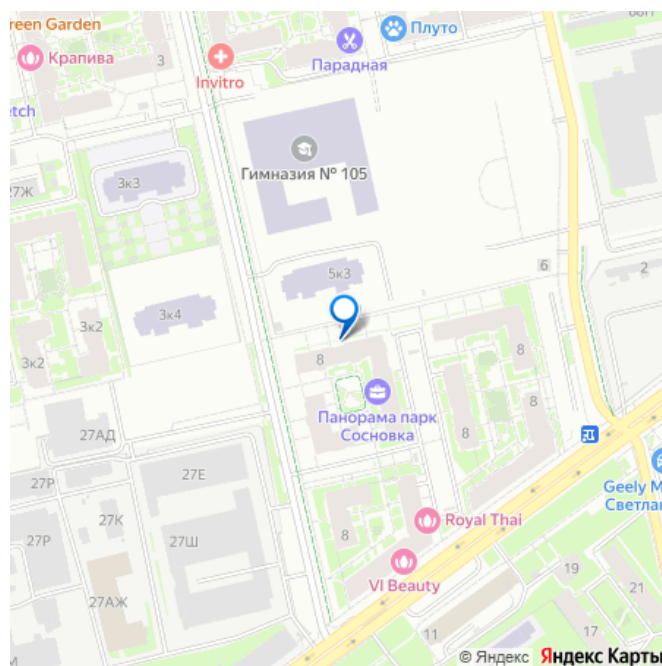 reen Garden
Крапива
3
Invitro
Парадная
Плуто
etch
Гимназия № 105
27Ж
3к3
5к3
6
2
3к2
3к4
3к2
8
8
8
Панорама парк
Сосновка
8
27АД
27Р
27Е
27К
27Р
27Ш
8
Royal Thai
Geely М
Светлан
VI Beauty
27АЖ
19
21
11
17
© Яндекс Яндекс Карты